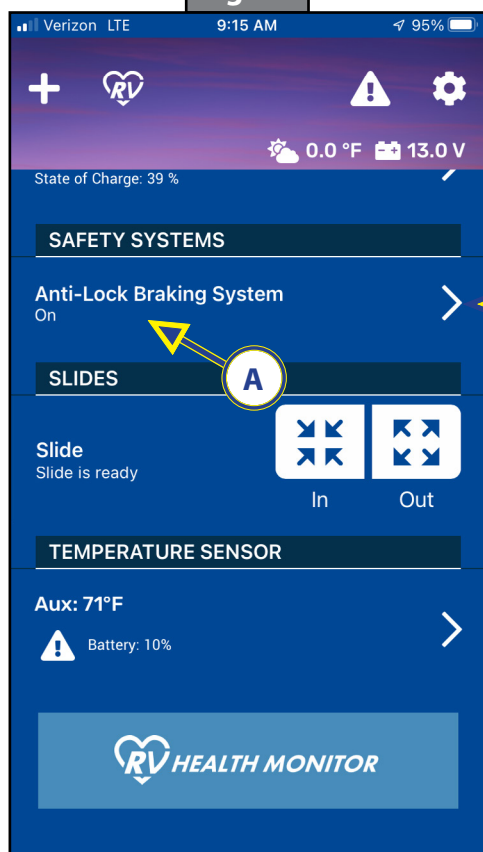 Verizon LTE 9:15 AM 95%
RV
0.0 °F 13.0 V
State of Charge: 39 %
SAFETY SYSTEMS
Anti-Lock Braking System
On
A
SLIDES
Slide
Slide is ready
In Out
TEMPERATURE SENSOR
Aux: 71°F
Battery: 10%
RV HEALTH MONITOR